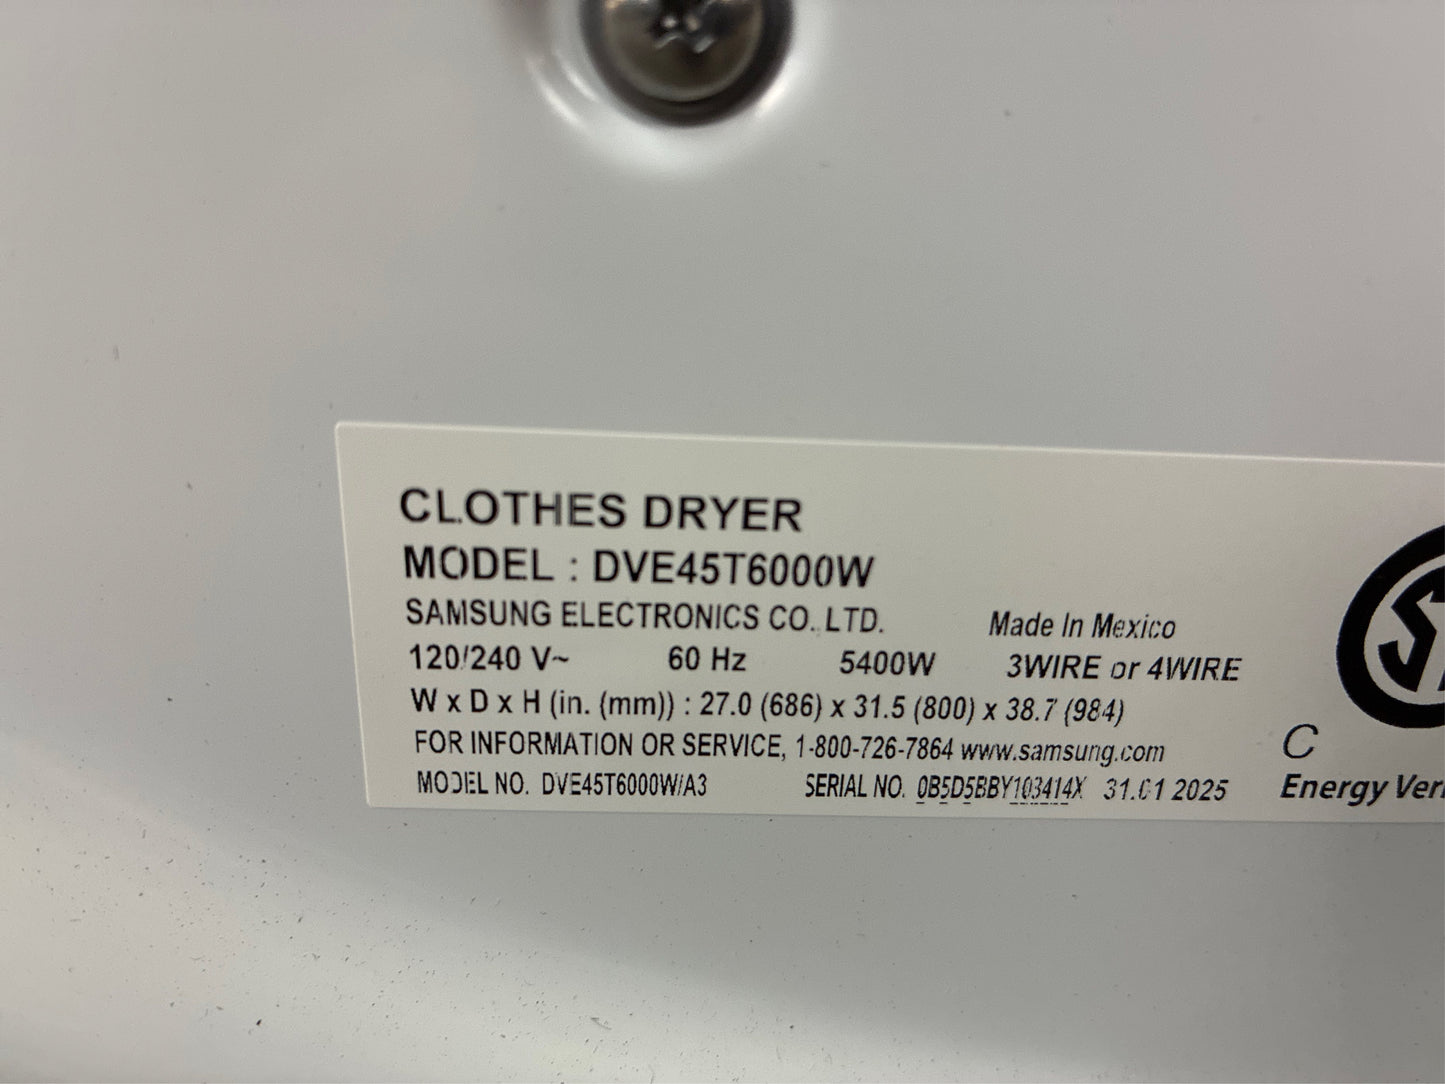 CLOTHES DRYER
MODEL : DVE45T6000W
SAMSUNG ELECTRONICS CO. LTD. Made In Mexico
120/240 V~ 60 Hz 5400W 3WIRE or 4WIRE
W x D x H (in. (mm)) : 27.0 (686) x 31.5 (800) x 38.7 (984)
FOR INFORMATION OR SERVICE, 1-800-726-7864 www.samsung.com
C
MODEL NO. DVE45T6000W/A3 SERIAL NO. 0B5D5BBY103414X 31.01 2025
Energy Veri